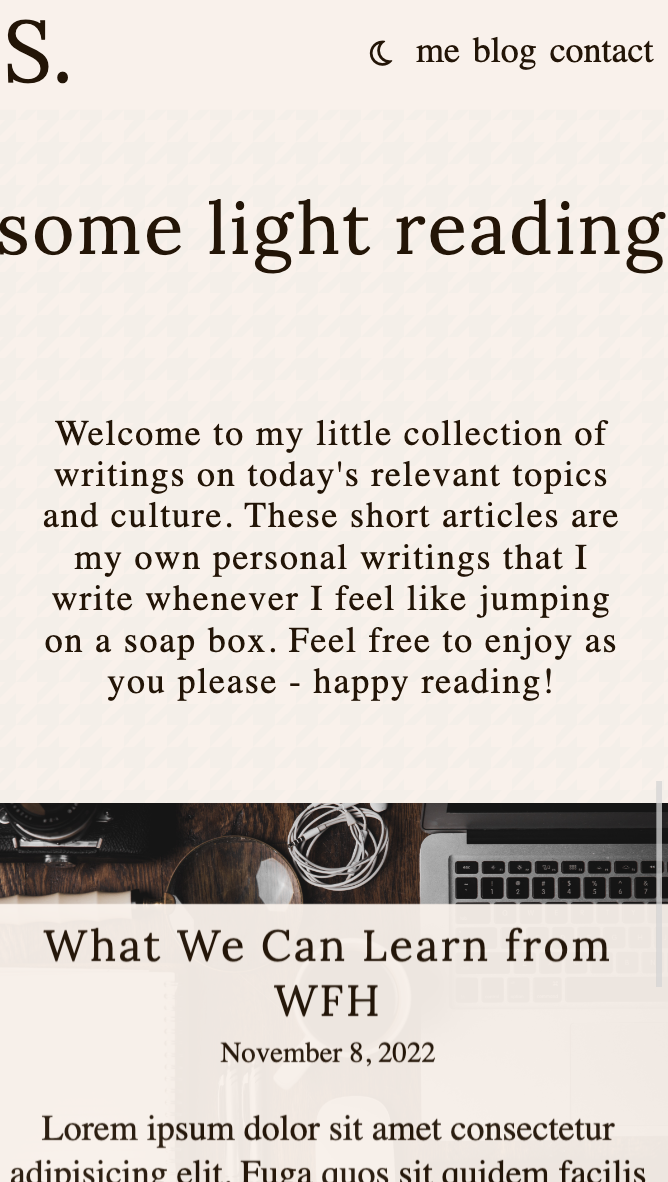 S.
me blog contact
some light reading
Welcome to my little collection of
writings on today's relevant topics
and culture. These short articles are
my own personal writings that I
write whenever I feel like jumping
on a soap box. Feel free to enjoy as
you please - happy reading!
What We Can Learn from
WFH
November 8, 2022
Lorem ipsum dolor sit amet consectetur
adipisicing elit. Fuga quos sit quidem facilis